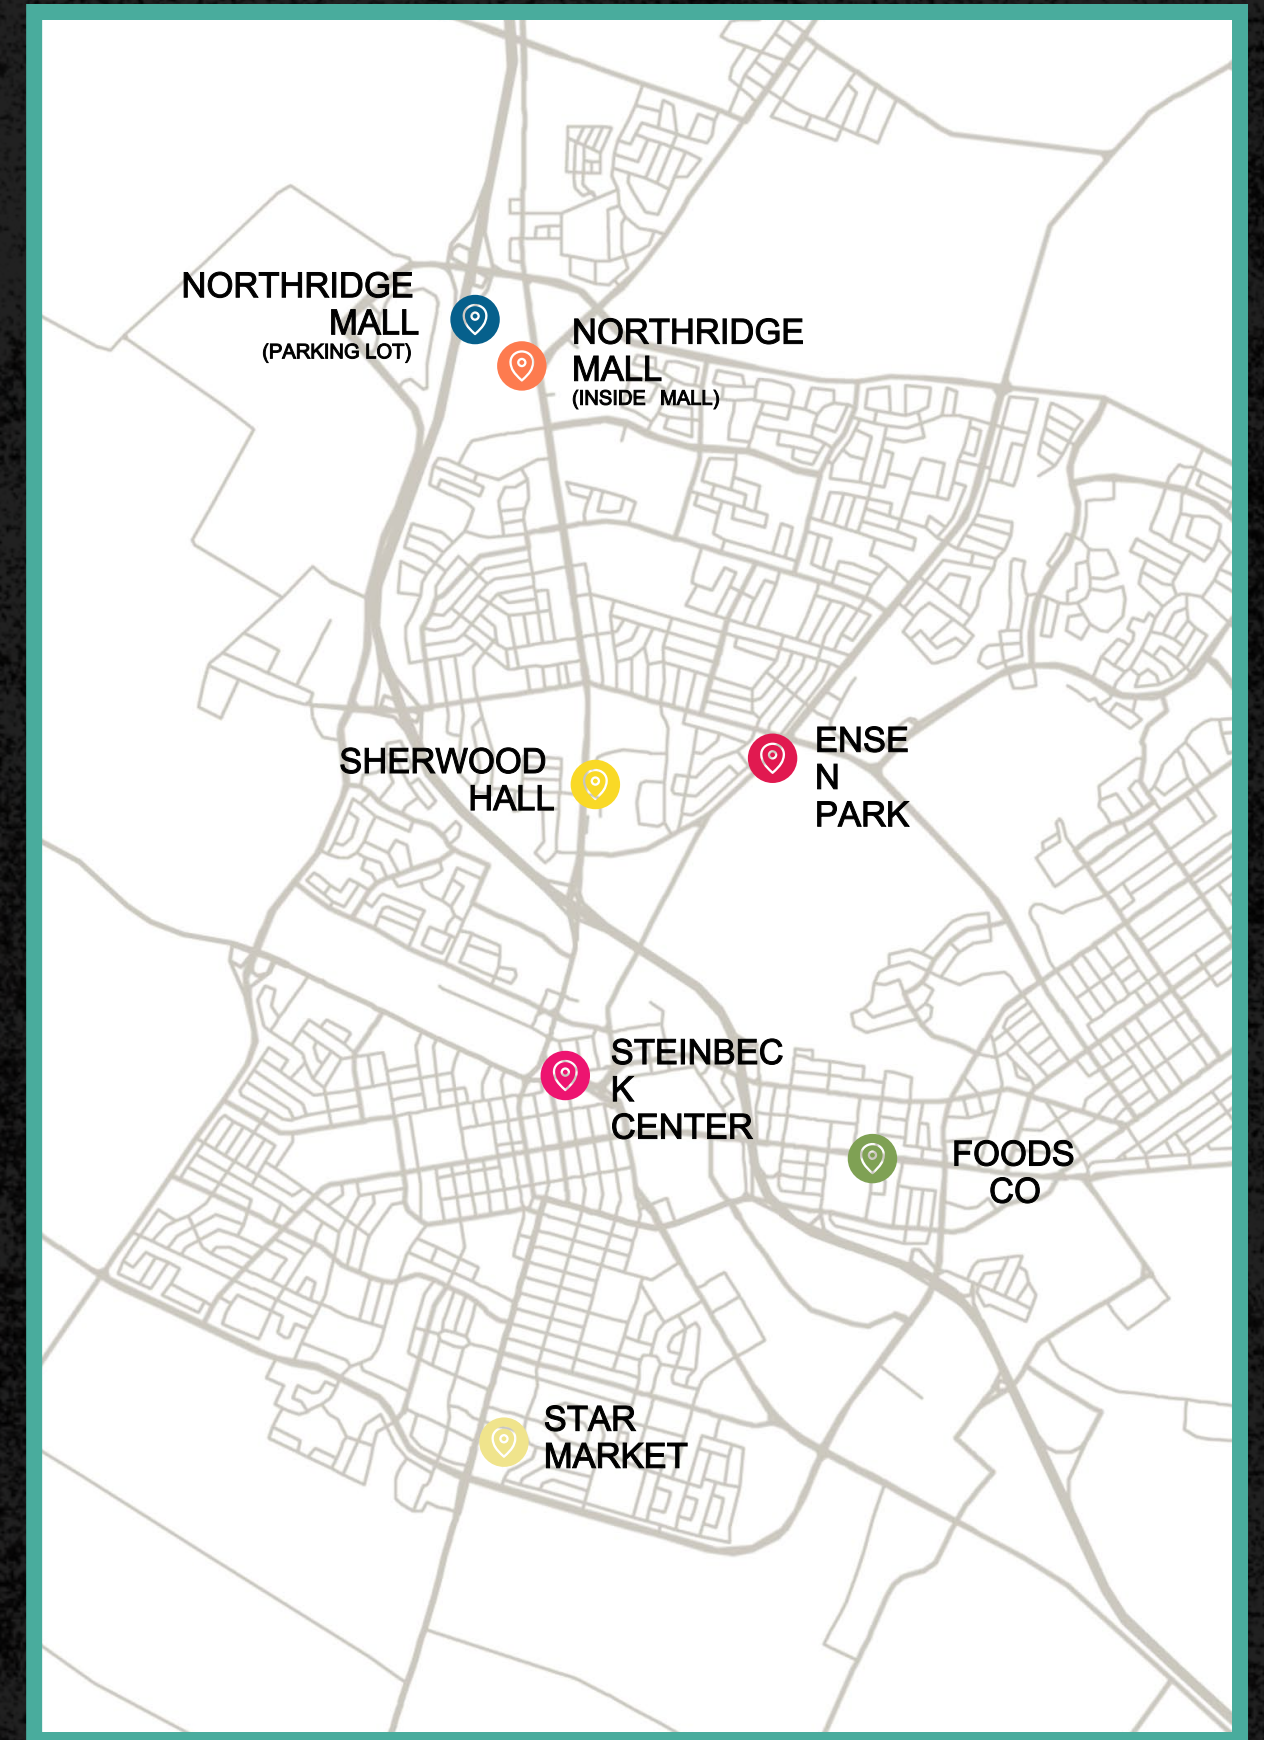 NORTHRIDGE
MALL
(PARKING LOT)
NORTHRIDGE
MALL
(INSIDE MALL)
SHERWOOD
HALL
ENSE
N
PARK
STEINBEC
K
CENTER
FOODS
CO
STAR
MARKET